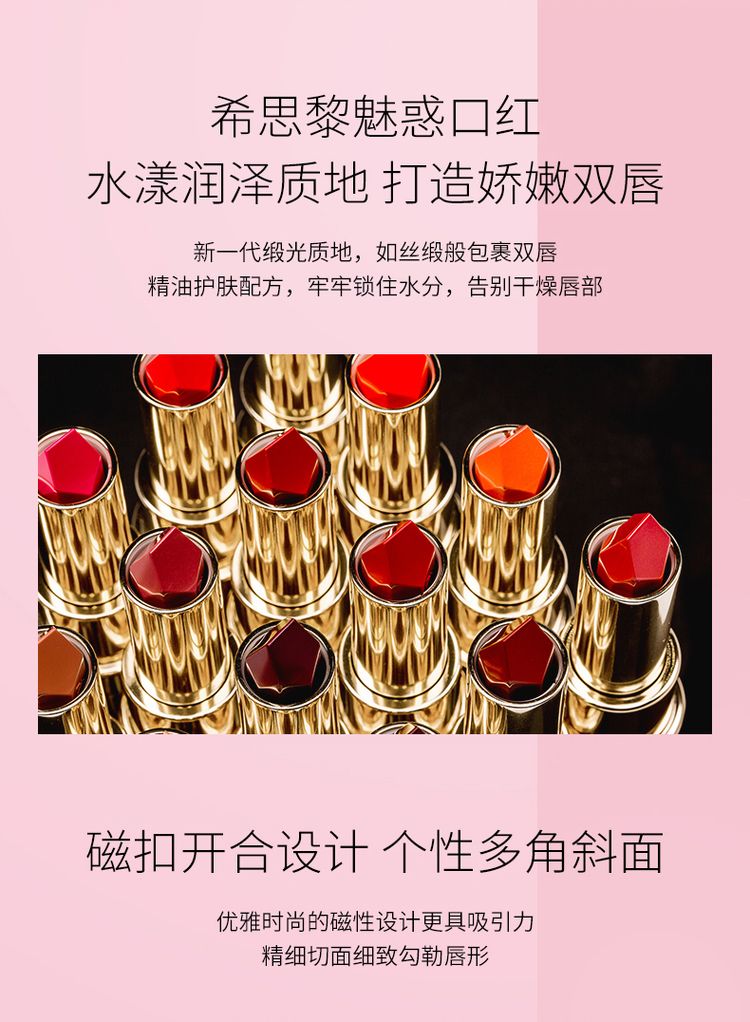 希思黎魅惑口红
水漾润泽质地 打造娇嫩双唇
新一代缎光质地，如丝缎般包裹双唇
精油护肤配方，牢牢锁住水分，告别干燥唇部
磁扣开合设计 个性多角斜面
优雅时尚的磁性设计更具吸引力
精细切面细致勾勒唇形